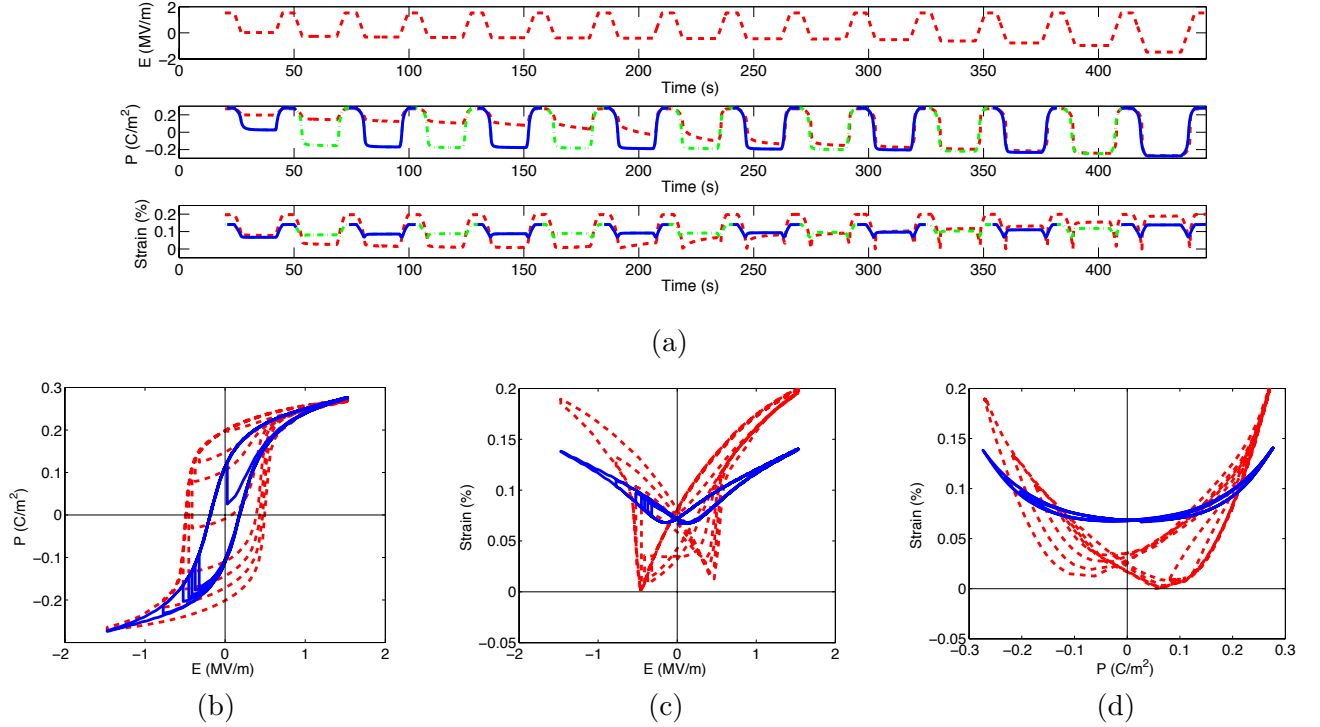 E (MV/m)
2
0
−2
0 50 100 150 200 250 300 350 400
Time (s)
P (C/m²)
0.2
0
−0.2
0 50 100 150 200 250 300 350 400
Time (s)
Strain (%)
0.2
0.1
0
0 50 100 150 200 250 300 350 400
Time (s)
(a)
P (C/m²)
0.3
0.2
0.1
0
−0.1
−0.2
−2 −1 0 1 2
E (MV/m)
(b)
Strain (%)
0.2
0.15
0.1
0.05
0
−0.05
−2 −1 0 1 2
E (MV/m)
(c)
Strain (%)
0.2
0.15
0.1
0.05
0
−0.05
−0.3 −0.2 −0.1 0 0.1 0.2 0.3
P (C/m²)
(d)